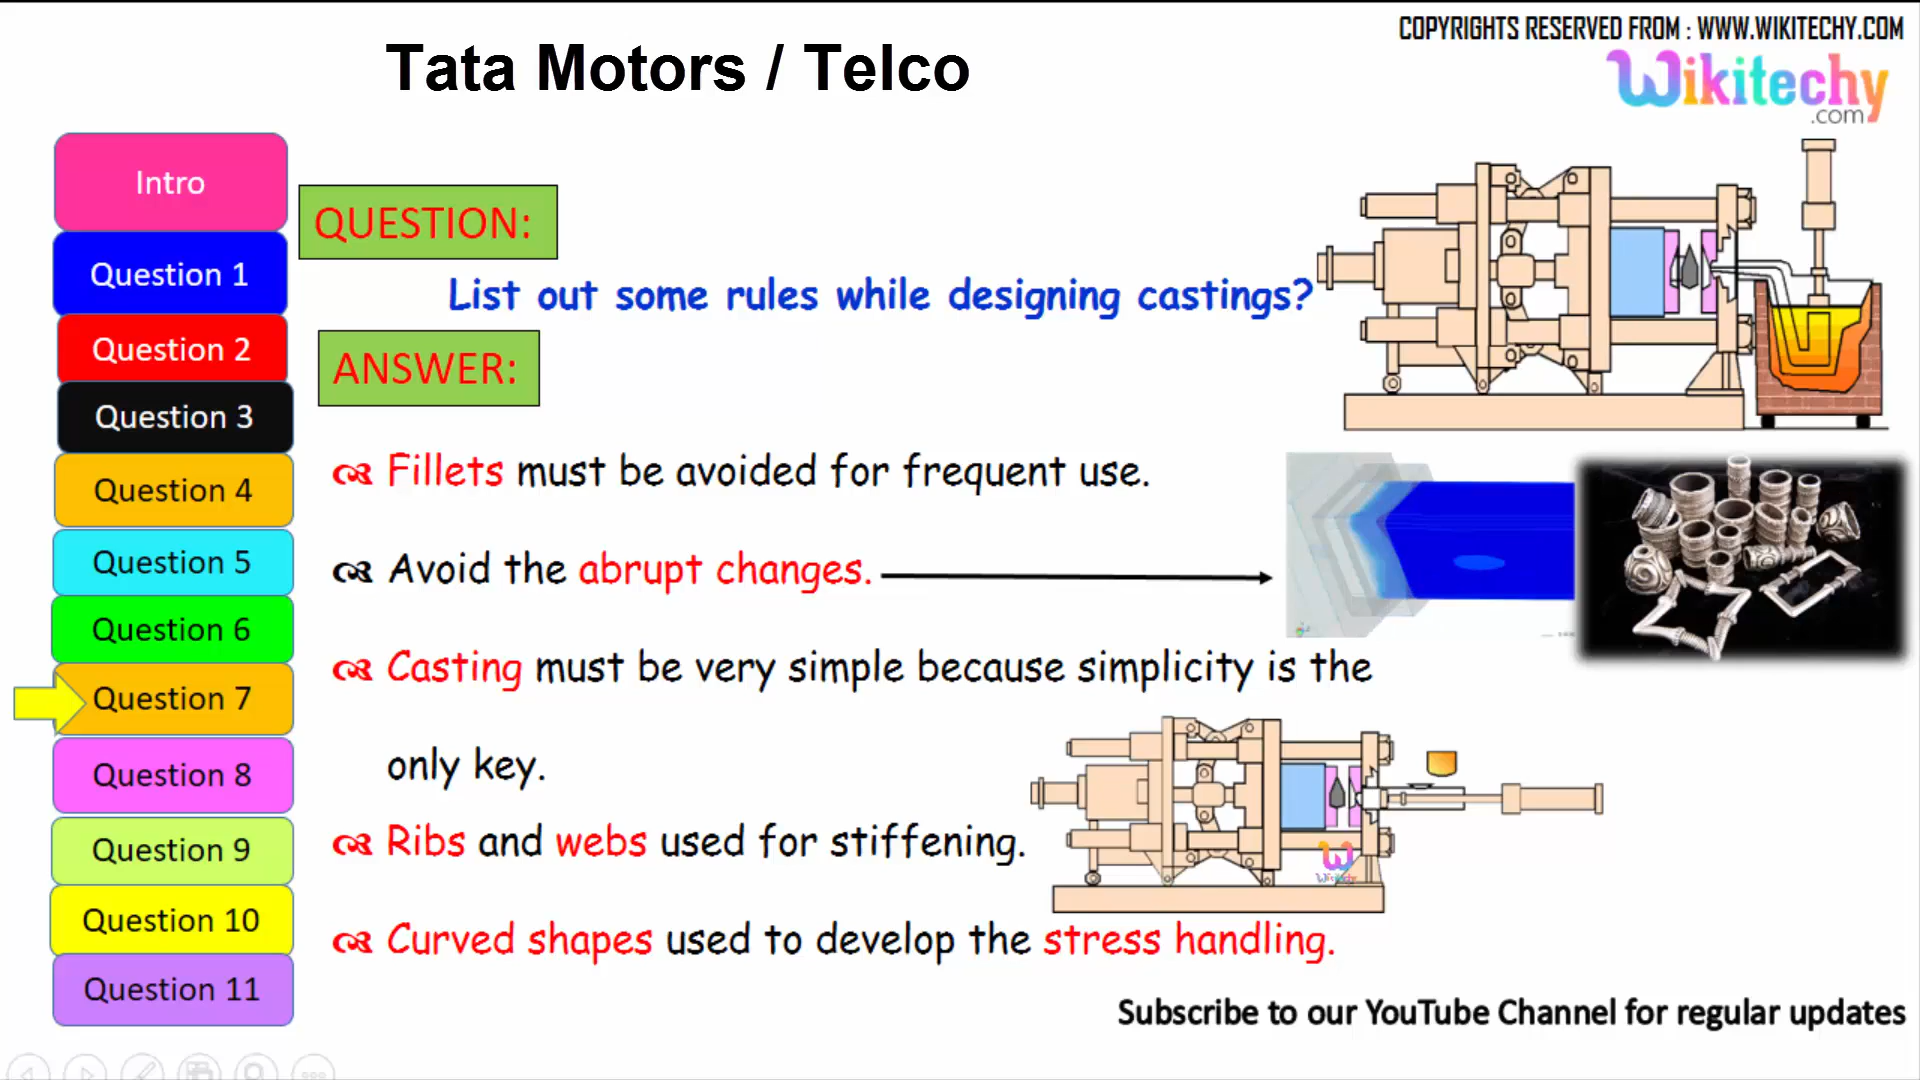 COPYRIGHTS RESERVED FROM : WWW.WIKITECHY.COM
Tata Motors / Telco
Wikitechy
.com
Intro
Question 1
Question 2
Question 3
Question 4
Question 5
Question 6
Question 7
Question 8
Question 9
Question 10
Question 11
QUESTION:
List out some rules while designing castings?
ANSWER:
Fillets must be avoided for frequent use.
Avoid the abrupt changes.
Casting must be very simple because simplicity is the
only key.
Ribs and webs used for stiffening.
Wikitechy
Curved shapes used to develop the stress handling.
Subscribe to our YouTube Channel for regular updates